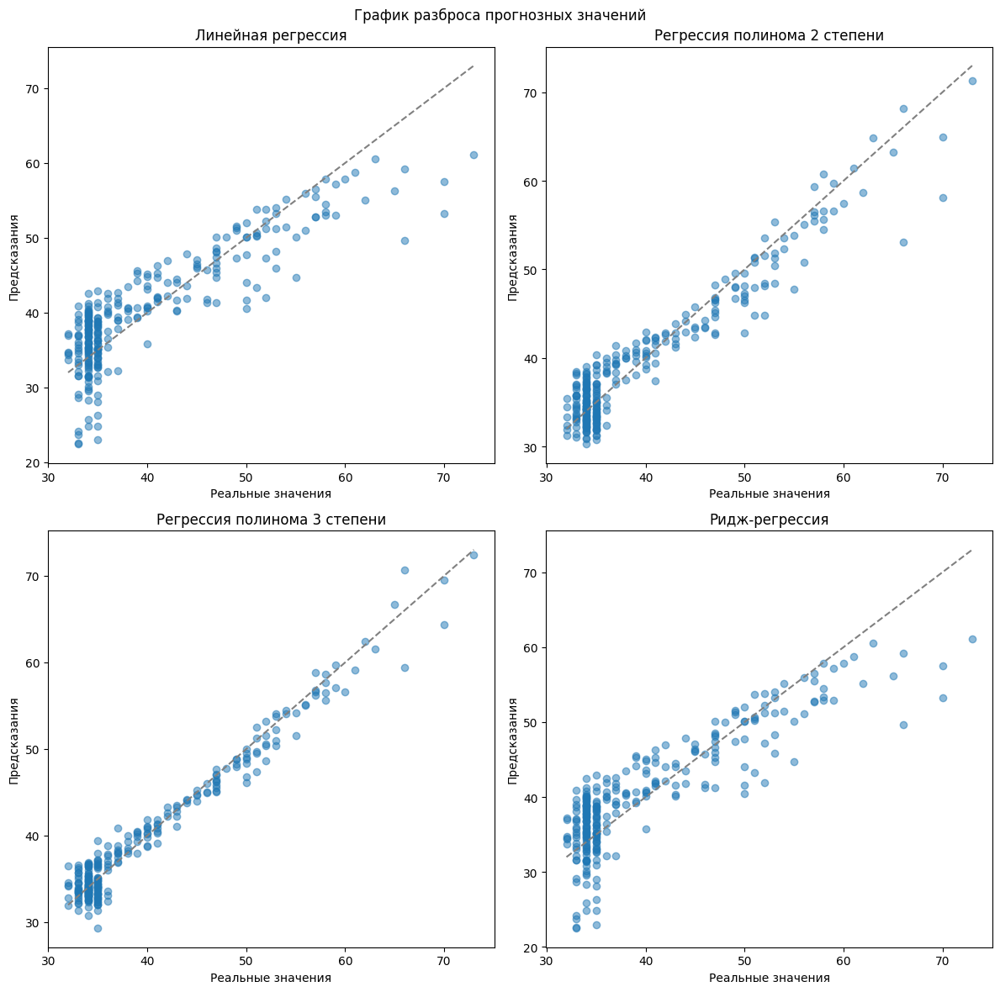 График разброса прогнозных значений
Линейная регрессия
70
60
50
40
30
20
Предсказания
30 40 50 60 70
Реальные значения
Регрессия полинома 2 степени
70
60
50
40
30
Предсказания
30 40 50 60 70
Реальные значения
Регрессия полинома 3 степени
70
60
50
40
30
Предсказания
30 40 50 60 70
Реальные значения
Ридж-регрессия
70
60
50
40
30
20
Предсказания
30 40 50 60 70
Реальные значения